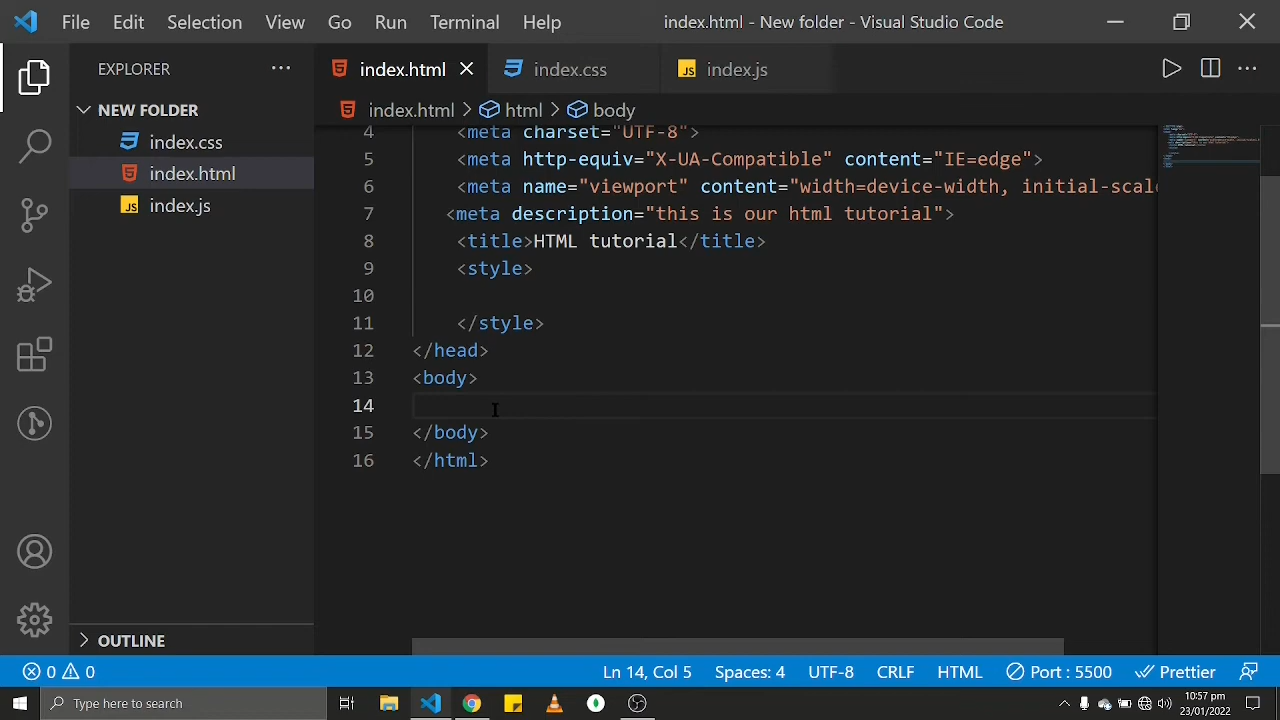 File Edit Selection View Go Run Terminal Help index.html - New folder - Visual Studio Code
EXPLORER
index.html index.css JS index.js
NEW FOLDER
index.html html body
index.css
index.html
JS index.js
4 <meta charset="UTF-8">
5 <meta http-equiv="X-UA-Compatible" content="IE=edge">
6 <meta name="viewport" content="width=device-width, initial-scale
7 <meta description="this is our html tutorial">
8 <title>HTML tutorial</title>
9 <style>
10
11 </style>
12 </head>
13 <body>
14
15 </body>
16 </html>
OUTLINE
0 0 Ln 14, Col 5 Spaces: 4 UTF-8 CRLF HTML Port : 5500 Prettier
Type here to search
10:57 pm
23/01/2022